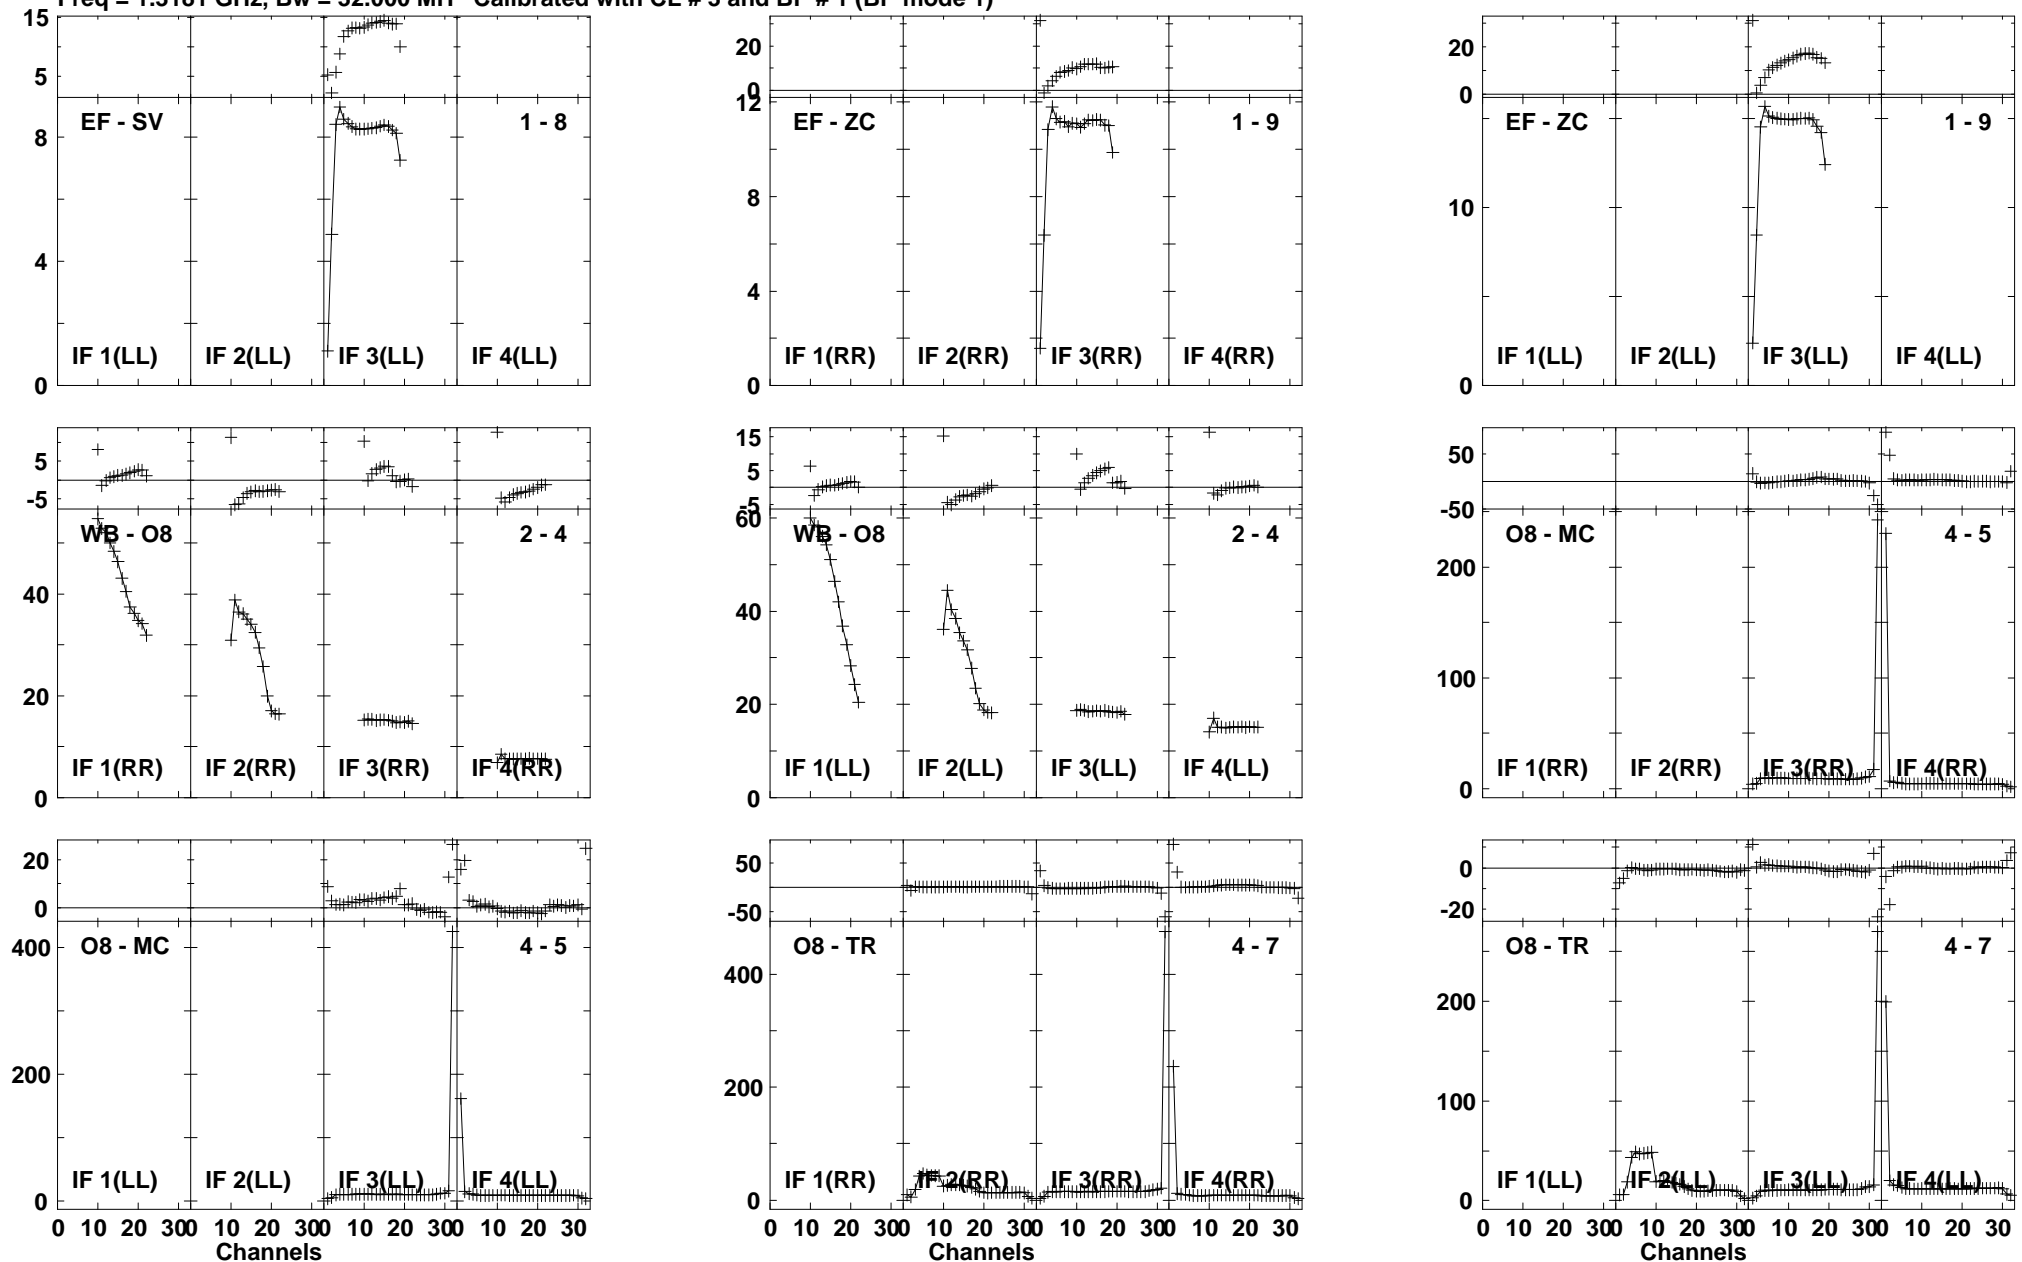 Freq = 1.3181 GHz, Bw = 32.000 MH Calibrated with CL # 3 and BP # 1 (BP mode 1)
15
5
EF - SV 1 - 8
8
4
0
IF 1(LL) IF 2(LL) IF 3(LL) IF 4(LL)
20
0
12
EF - ZC 1 - 9
8
4
0
IF 1(RR) IF 2(RR) IF 3(RR) IF 4(RR)
20
0
EF - ZC 1 - 9
10
0
IF 1(LL) IF 2(LL) IF 3(LL) IF 4(LL)
5
-5
WB - O8 2 - 4
40
20
0
IF 1(RR) IF 2(RR) IF 3(RR) IF 4(RR)
15
5
-5
60
WB - O8 2 - 4
40
20
0
IF 1(LL) IF 2(LL) IF 3(LL) IF 4(LL)
50
-50
O8 - MC 4 - 5
200
100
0
IF 1(RR) IF 2(RR) IF 3(RR) IF 4(RR)
20
0
O8 - MC 4 - 5
400
200
0
IF 1(LL) IF 2(LL) IF 3(LL) IF 4(LL)
0 10 20 30 0 10 20 30 0 10 20 30 0 10 20 30
Channels
50
-50
O8 - TR 4 - 7
400
200
0
IF 1(RR) IF 2(RR) IF 3(RR) IF 4(RR)
0 10 20 30 0 10 20 30 0 10 20 30 0 10 20 30
Channels
0
-20
O8 - TR 4 - 7
200
100
0
IF 1(LL) IF 2(LL) IF 3(LL) IF 4(LL)
0 10 20 30 0 10 20 30 0 10 20 30 0 10 20 30
Channels